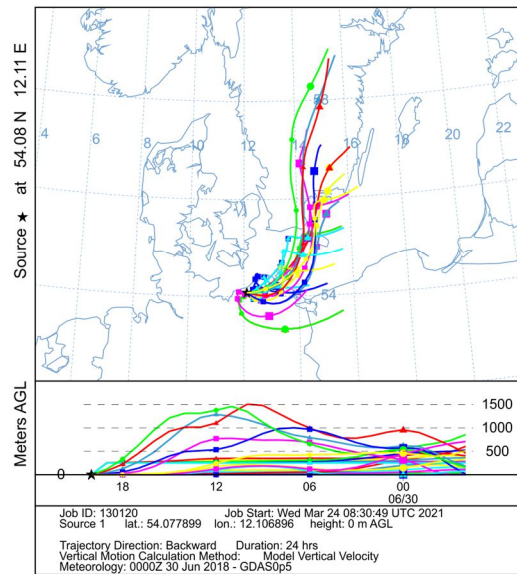 Source ★ at 54.08 N 12.11 E
4 6 8 10 12 14 16 18 20 22
58
54
Meters AGL
1500
1000
500
0
18 12 06 00
06/30
Job ID: 130120 Job Start: Wed Mar 24 08:30:49 UTC 2021
Source 1 lat.: 54.077899 lon.: 12.106896 height: 0 m AGL
Trajectory Direction: Backward Duration: 24 hrs
Vertical Motion Calculation Method: Model Vertical Velocity
Meteorology: 0000Z 30 Jun 2018 - GDAS0p5